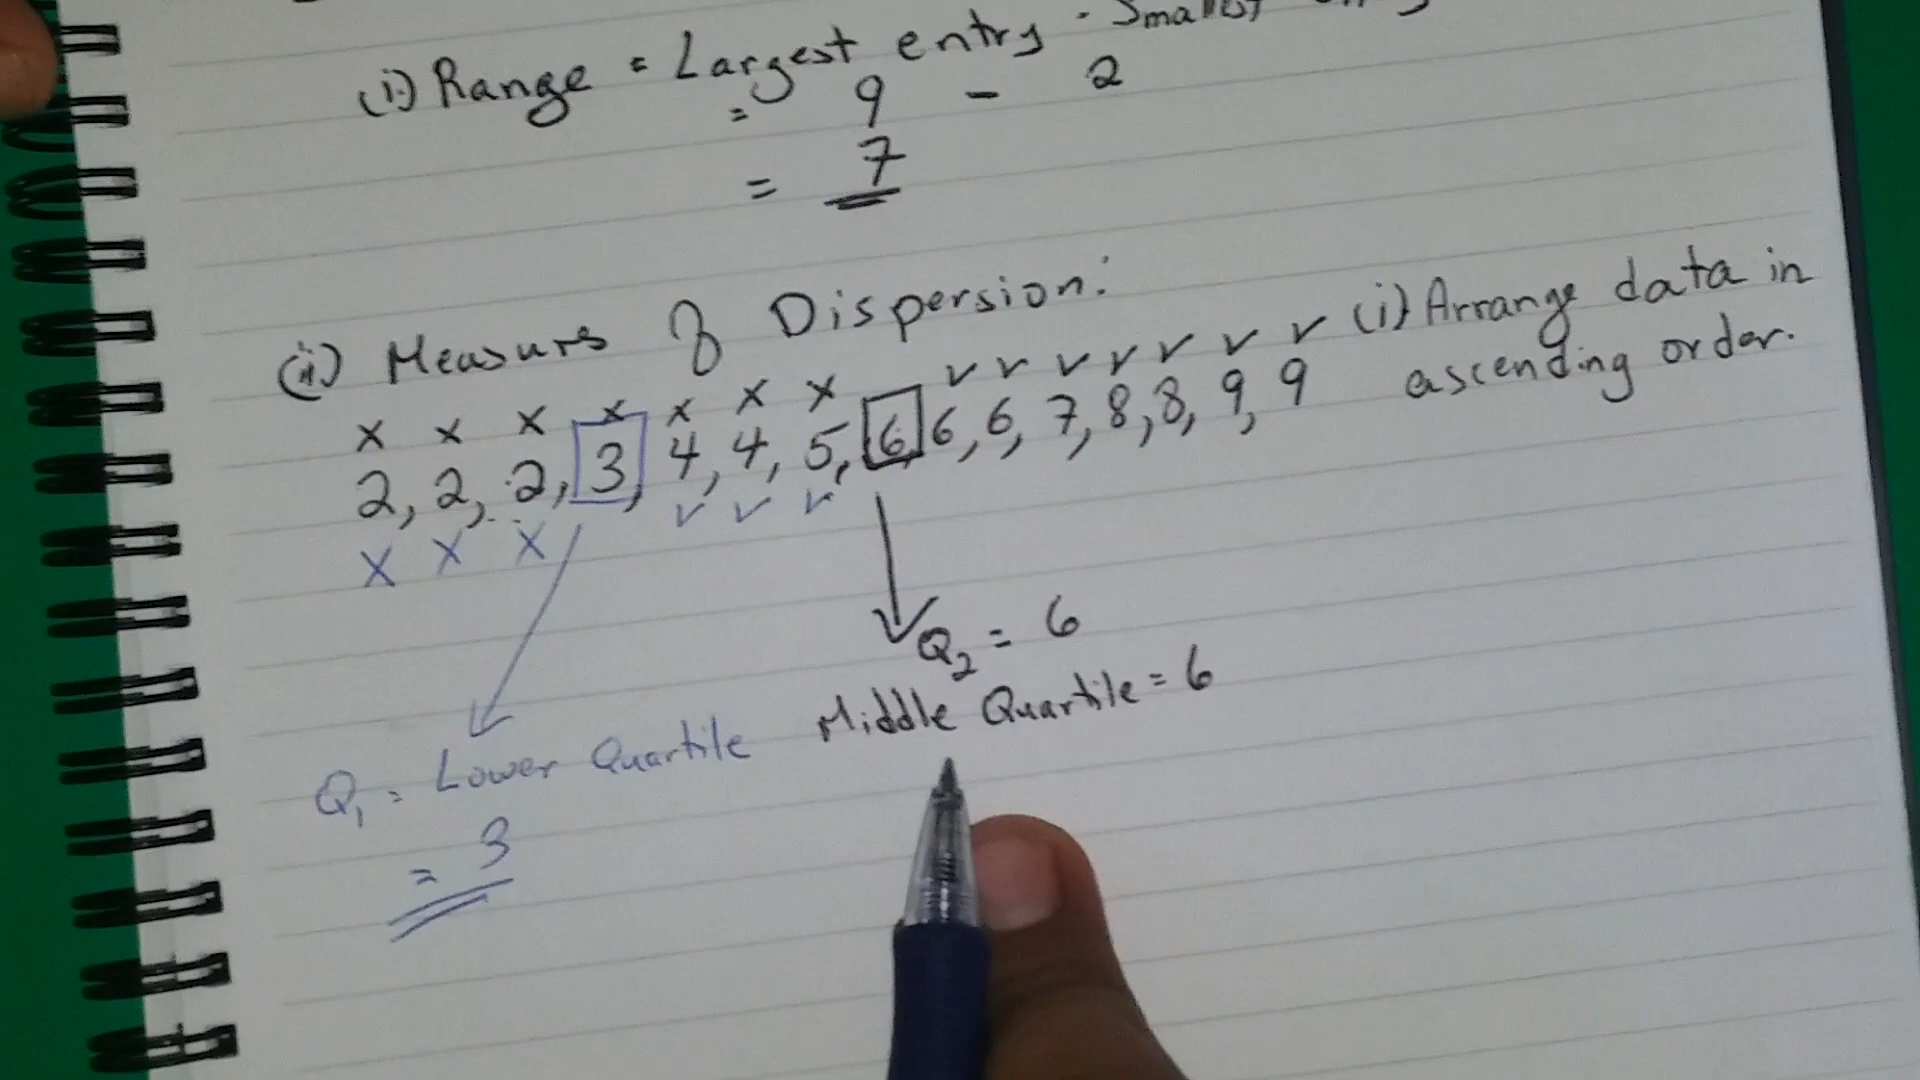 (i) Range = Largest entry - Smallest
= 9 - 2
= 7
(ii) Measurs of Dispersion:
(i) Arrange data in
ascending order.
x x x x x x x ✓ ✓ ✓ ✓ ✓ ✓ ✓
2, 2, 2, 3, 4, 4, 5, 6, 6, 6, 7, 8, 8, 9, 9
x x x ✓ ✓ ✓
Q2 = 6
Middle Quartile = 6
Q1 = Lower Quartile
= 3